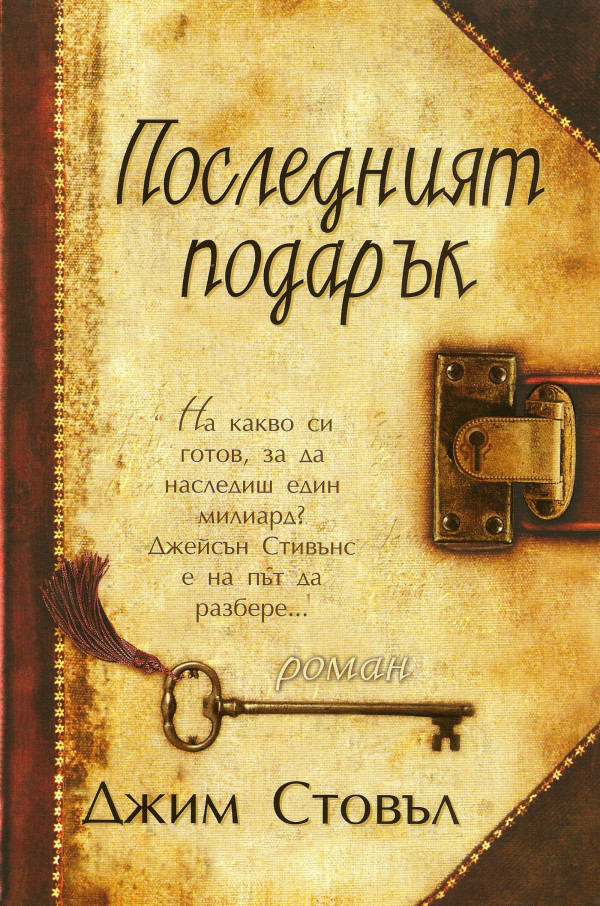 Последният
подарък
На какво си
готов, за да
наследиш един
милиард?
Джейсън Стивънс
е на път да
разбере...
роман
Джим Стовъл